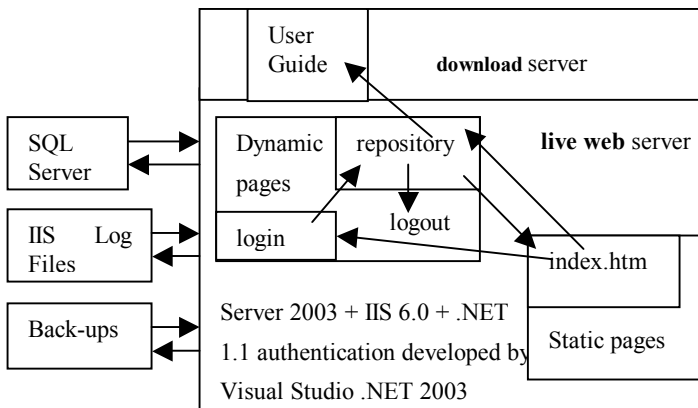 User
Guide
download server
SQL
Server
Dynamic
pages
repository
live web server
login
logout
IIS Log
Files
index.htm
Back-ups
Server 2003 + IIS 6.0 + .NET
1.1 authentication developed by
Visual Studio .NET 2003
Static pages